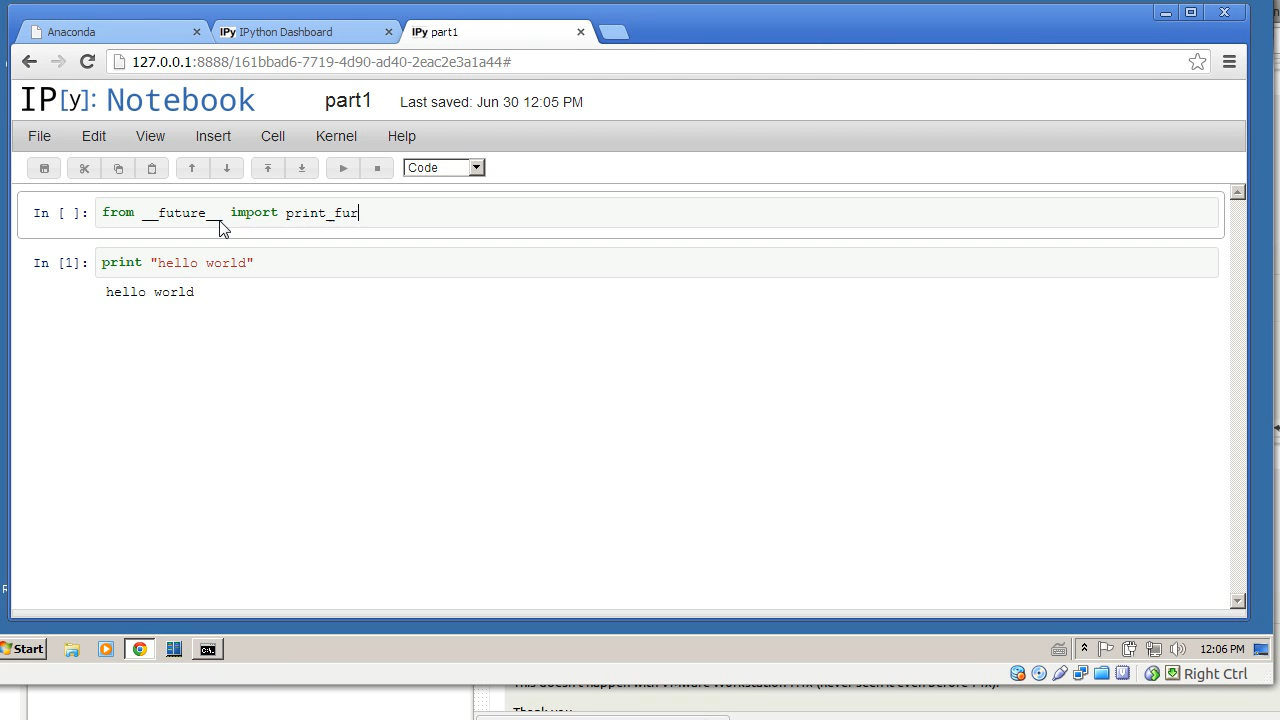 Anaconda
IPy IPython Dashboard
IPy part1
127.0.0.1:8888/161bbad6-7719-4d90-ad40-2eac2e3a1a44#
IP[y]: Notebook part1 Last saved: Jun 30 12:05 PM
File Edit View Insert Cell Kernel Help
Code
In [ ]: from __future__ import print_fur
In [1]: print "hello world"
hello world
Start
C:\
12:06 PM
Right Ctrl
Thank you